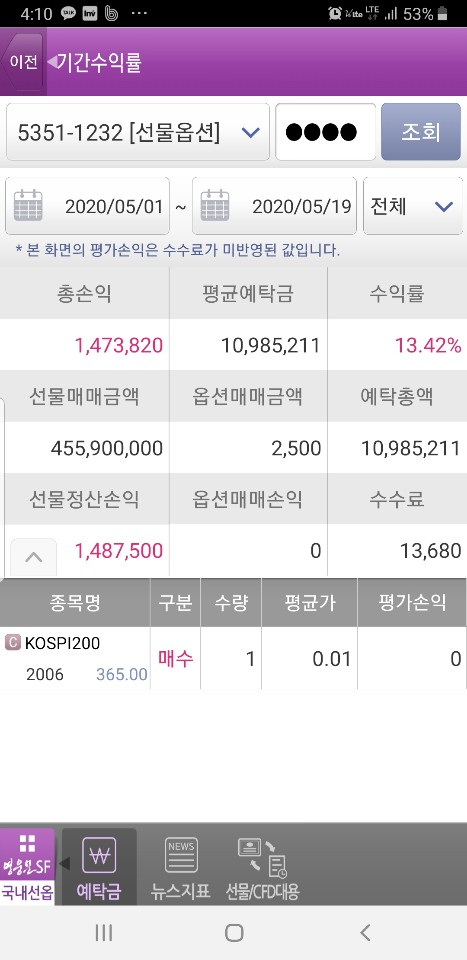 4:10 TALK inv b ··· LTE 53%
이전 기간수익률
5351-1232 [선물옵션] ●●●● 조회
2020/05/01 ~ 2020/05/19 전체
* 본 화면의 평가손익은 수수료가 미반영된 값입니다.
총손익 평균예탁금 수익률
1,473,820 10,985,211 13.42%
선물매매금액 옵션매매금액 예탁총액
455,900,000 2,500 10,985,211
선물정산손익 옵션매매손익 수수료
1,487,500 0 13,680
종목명 구분 수량 평균가 평가손익
C KOSPI200 매수 1 0.01 0
2006 365.00
영웅문SF NEWS
국내선옵 예탁금 뉴스지표 선물/CFD대용